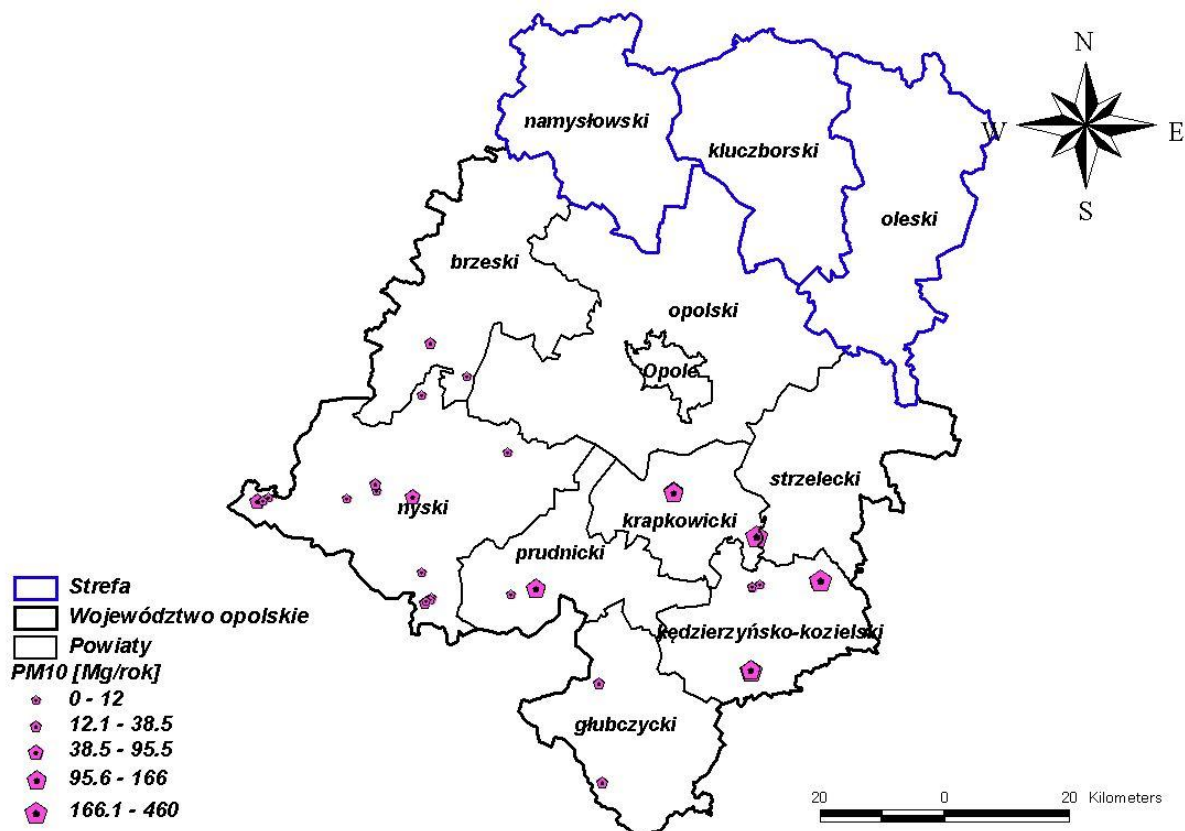 N
W E
S
namysłowski
kluczborski
oleski
brzeski
opolski
Opole
strzelecki
nyski
krapkowicki
prudnicki
kędzierzyńsko-kozielski
głubczycki
Strefa
Województwo opolskie
Powiaty
PM10 [Mg/rok]
0 - 12
12.1 - 38.5
38.5 - 95.5
95.6 - 166
166.1 - 460
20 0 20 Kilometers